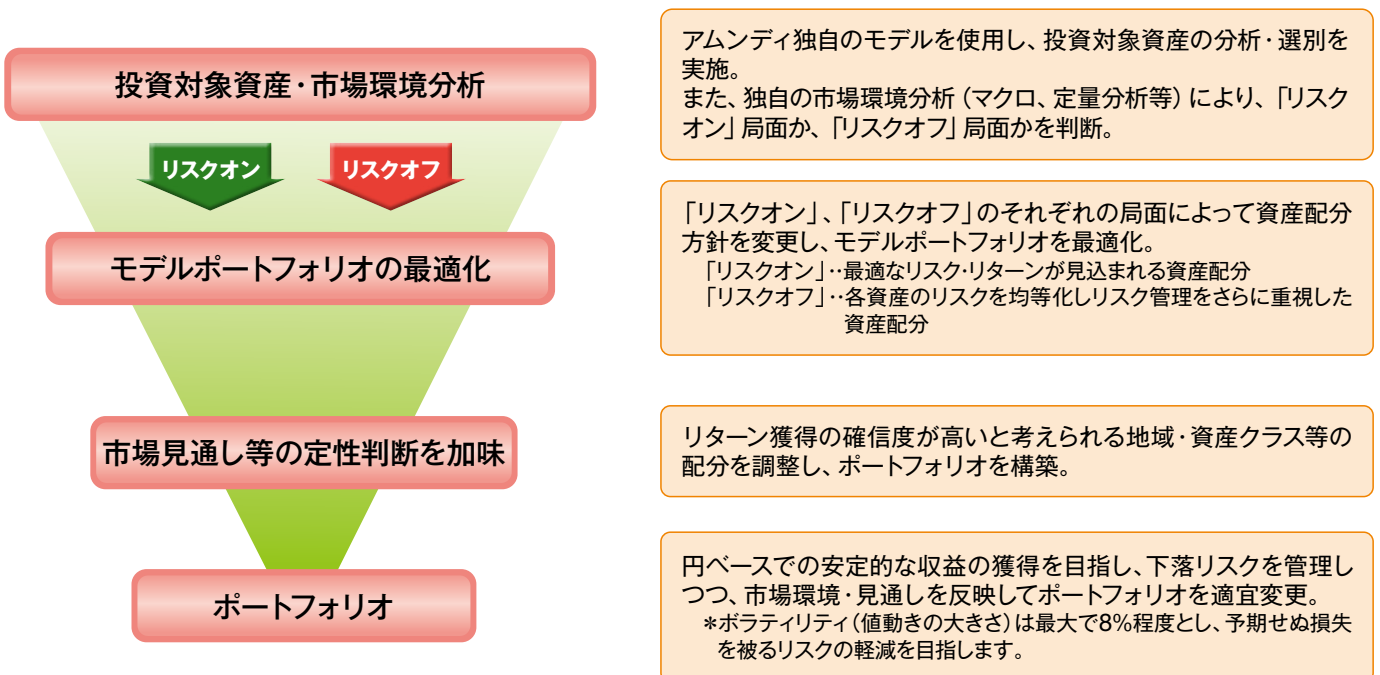 投資対象資産・市場環境分析
アムンディ独自のモデルを使用し、投資対象資産の分析・選別を
実施。
また、独自の市場環境分析（マクロ、定量分析等）により、「リスク
オン」局面か、「リスクオフ」局面かを判断。
リスクオン
リスクオフ
モデルポートフォリオの最適化
「リスクオン」、「リスクオフ」のそれぞれの局面によって資産配分
方針を変更し、モデルポートフォリオを最適化。
「リスクオン」‥最適なリスク・リターンが見込まれる資産配分
「リスクオフ」‥各資産のリスクを均等化しリスク管理をさらに重視した
資産配分
市場見通し等の定性判断を加味
リターン獲得の確信度が高いと考えられる地域・資産クラス等の
配分を調整し、ポートフォリオを構築。
ポートフォリオ
円ベースでの安定的な収益の獲得を目指し、下落リスクを管理し
つつ、市場環境・見通しを反映してポートフォリオを適宜変更。
＊ボラティリティ（値動きの大きさ）は最大で8%程度とし、予期せぬ損失
を被るリスクの軽減を目指します。